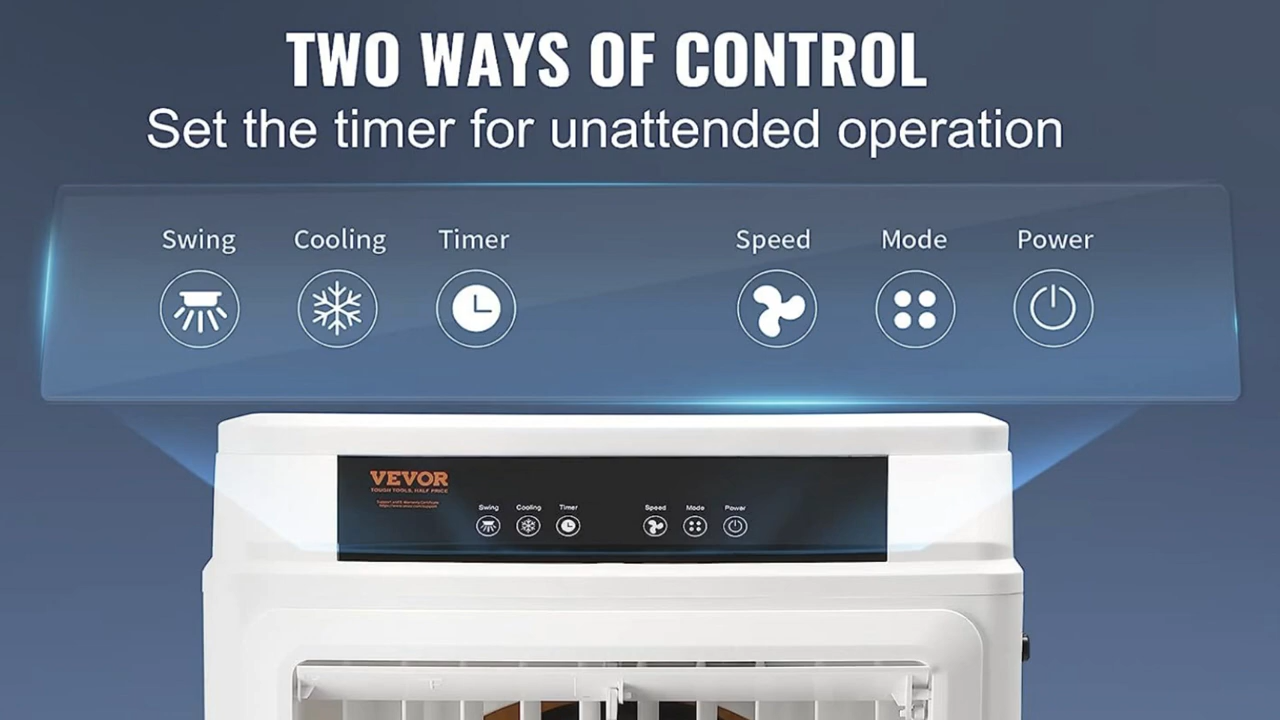 TWO WAYS OF CONTROL
Set the timer for unattended operation
Swing Cooling Timer Speed Mode Power
VEVOR
TOUGH TOOLS, HALF PRICE
Swing Cooling Timer Speed Mode Power